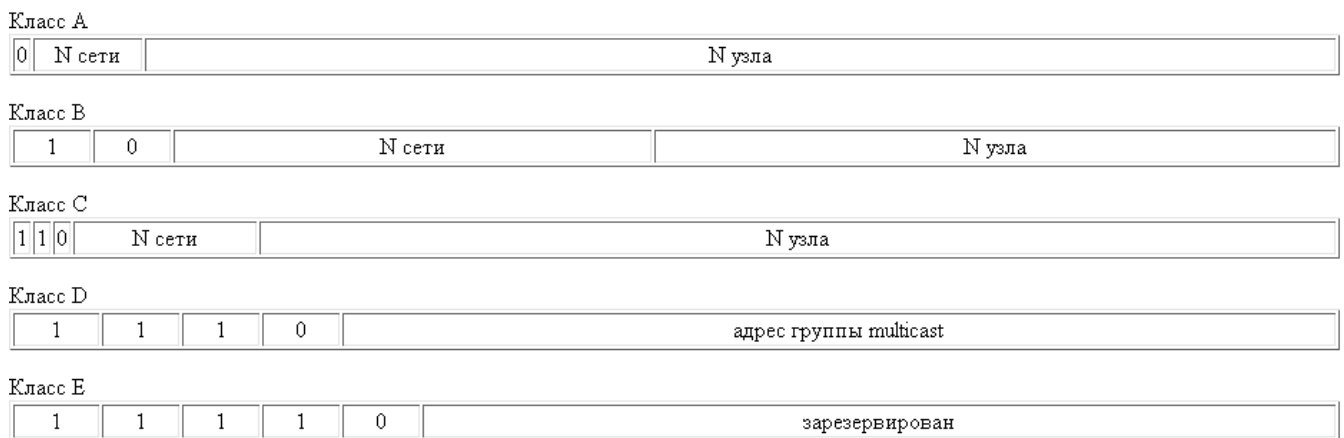 Класс A
0 N сети N узла
Класс B
1 0 N сети N узла
Класс C
1 1 0 N сети N узла
Класс D
1 1 1 0 адрес группы multicast
Класс E
1 1 1 1 0 зарезервирован